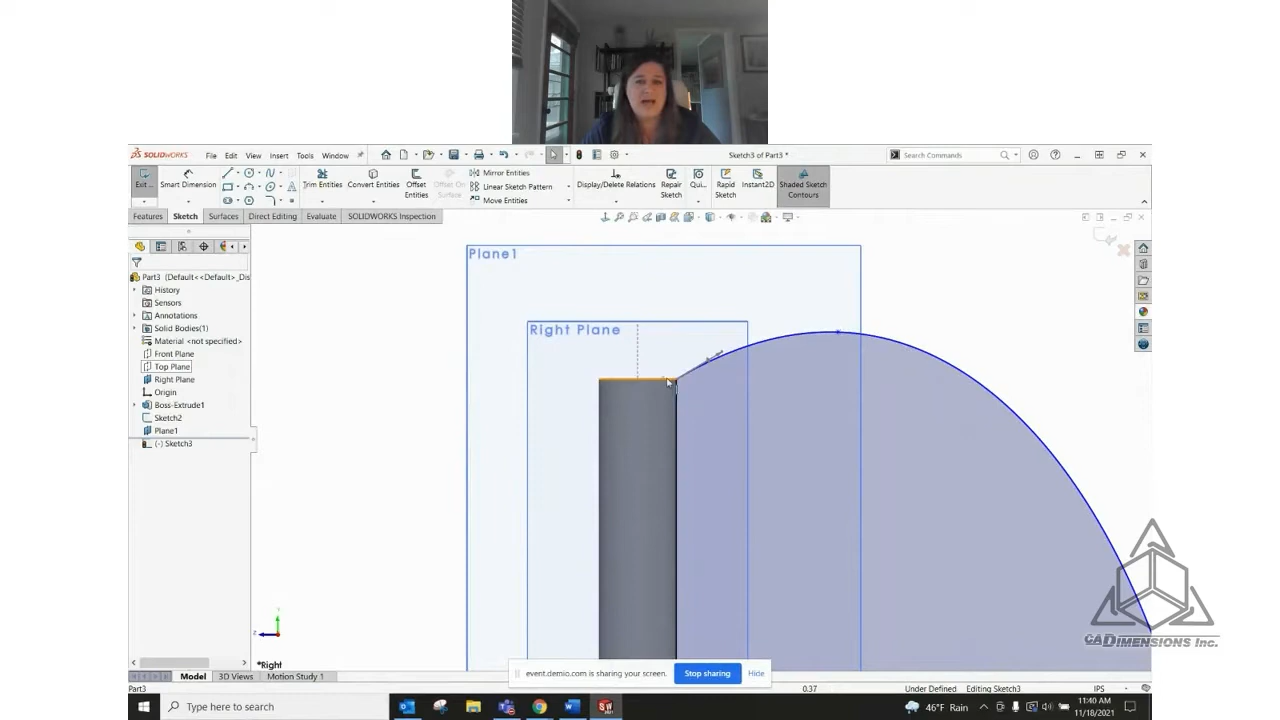 SOLIDWORKS File Edit View Insert Tools Window Sketch3 of Part3 * Search Commands
Exit... Smart Dimension Trim Entities Convert Entities Offset Entities Offset On Surface Mirror Entities Linear Sketch Pattern Move Entities Display/Delete Relations Repair Sketch Qui... Rapid Sketch Instant2D Shaded Sketch Contours
Features Sketch Surfaces Direct Editing Evaluate SOLIDWORKS Inspection
Plane1
Part3 (Default<<Default>_Dis
History
Sensors
Annotations
Solid Bodies(1)
Right Plane
Material <not specified>
Front Plane
Top Plane
Right Plane
Origin
Boss-Extrude1
Sketch2
Plane1
(-) Sketch3
CADIMENSIONS Inc.
*Right
event.demio.com is sharing your screen. Stop sharing Hide
Model 3D Views Motion Study 1
Part3 0.37 Under Defined Editing Sketch3 IPS
Type here to search 46°F Rain 11:40 AM
11/18/2021